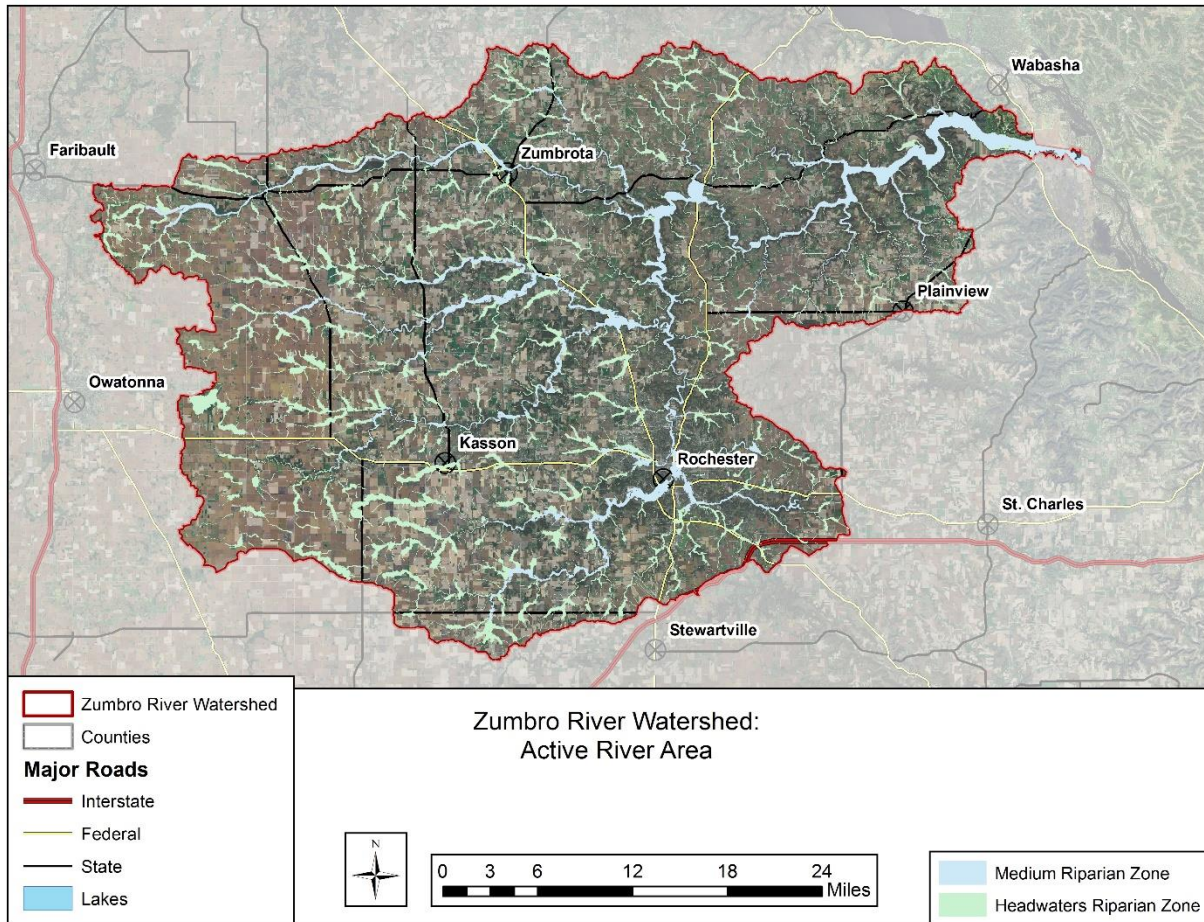 Wabasha
Faribault
Zumbrota
Plainview
Owatonna
Kasson
Rochester
St. Charles
Stewartville
Zumbro River Watershed
Counties
Major Roads
Interstate
Federal
State
Lakes
Zumbro River Watershed:
Active River Area
N
0 3 6 12 18 24
Miles
Medium Riparian Zone
Headwaters Riparian Zone